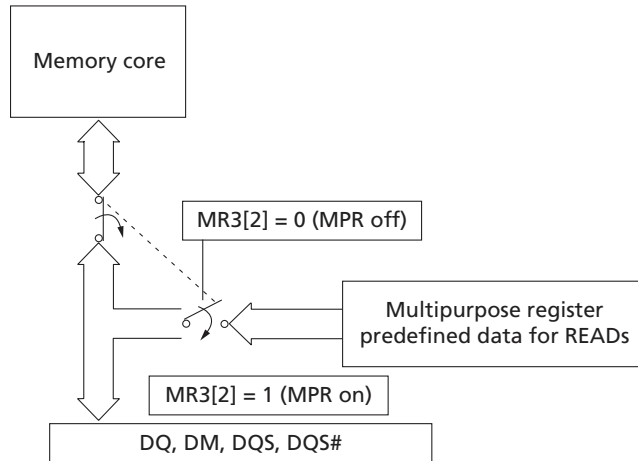 Memory core
MR3[2] = 0 (MPR off)
Multipurpose register
predefined data for READs
MR3[2] = 1 (MPR on)
DQ, DM, DQS, DQS#